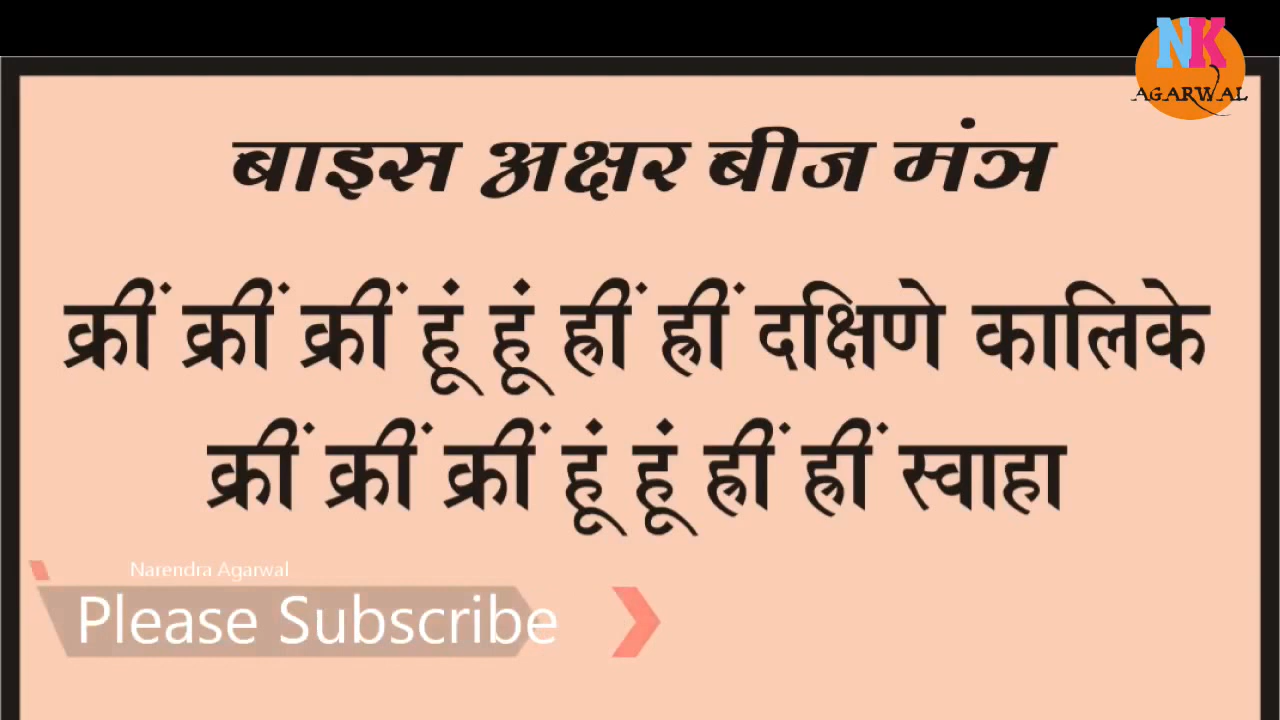 NK
AGARWAL
बाइस अक्षर बीज मंत्र
क्रीं क्रीं क्रीं हूं हूं ह्रीं ह्रीं दक्षिणे कालिके
क्रीं क्रीं क्रीं हूं हूं ह्रीं ह्रीं स्वाहा
Narendra Agarwal
Please Subscribe